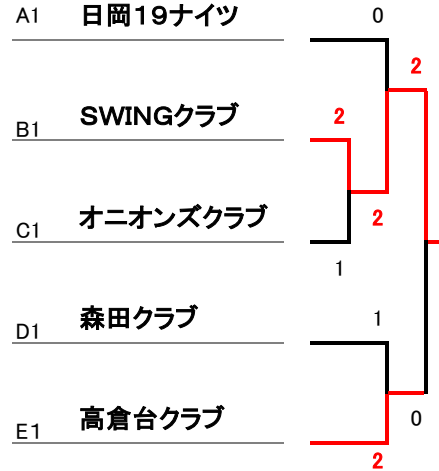 A1 日岡１９ナイツ 0
2
B1 ＳＷＩＮＧクラブ 2
C1 オニオンズクラブ 2
1
D1 森田クラブ 1
E1 高倉台クラブ 0
2